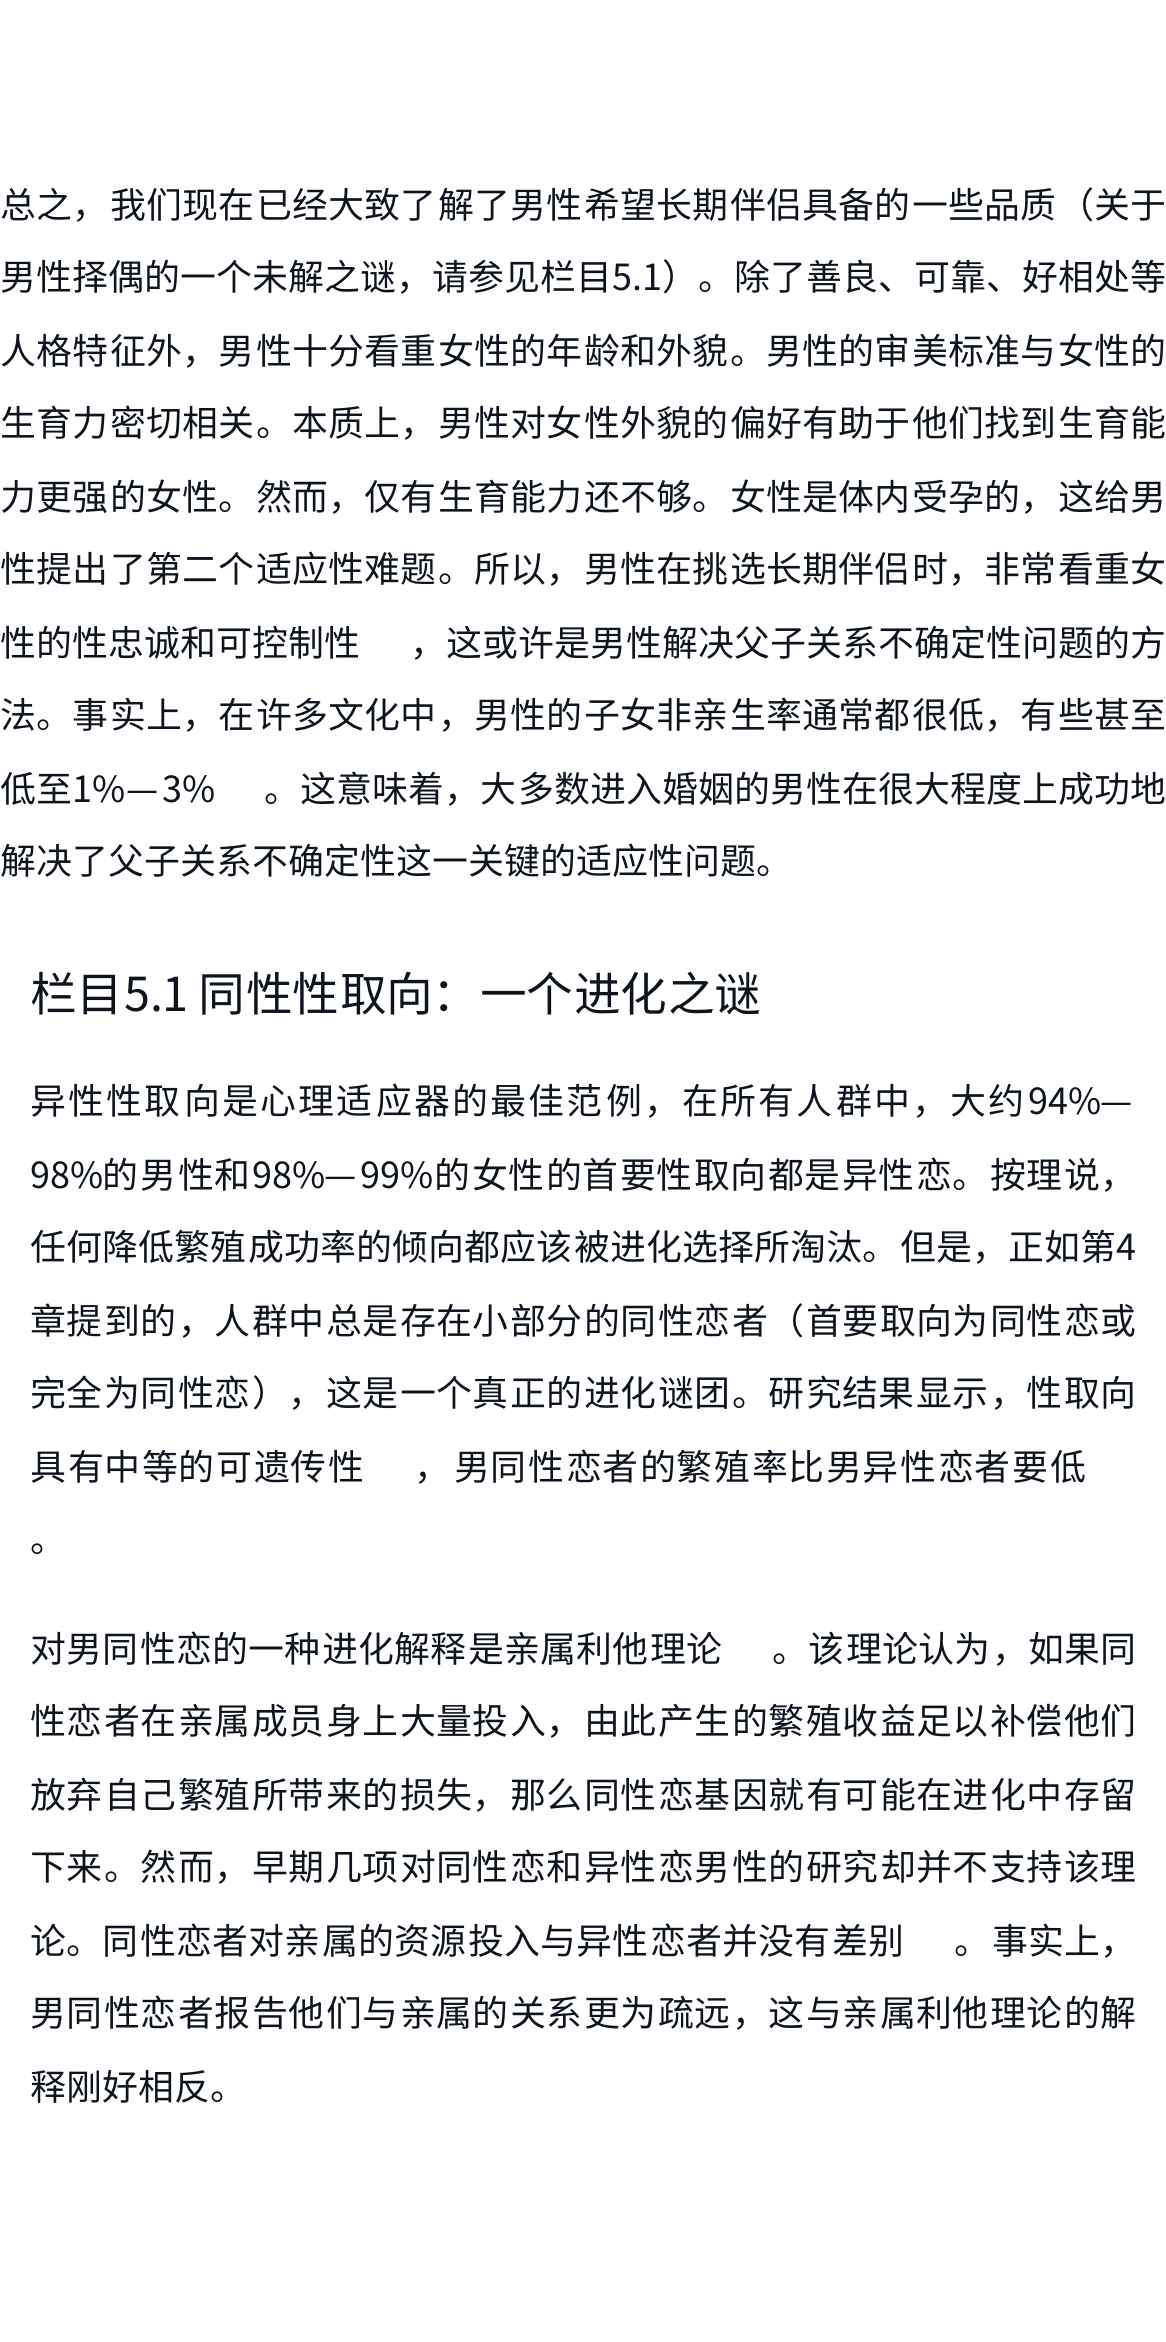 总之，我们现在已经大致了解了男性希望长期伴侣具备的一些品质（关于
男性择偶的一个未解之谜，请参见栏目5.1）。除了善良、可靠、好相处等
人格特征外，男性十分看重女性的年龄和外貌。男性的审美标准与女性的
生育力密切相关。本质上，男性对女性外貌的偏好有助于他们找到生育能
力更强的女性。然而，仅有生育能力还不够。女性是体内受孕的，这给男
性提出了第二个适应性难题。所以，男性在挑选长期伴侣时，非常看重女
性的性忠诚和可控制性 ，这或许是男性解决父子关系不确定性问题的方
法。事实上，在许多文化中，男性的子女非亲生率通常都很低，有些甚至
低至1%—3% 。这意味着，大多数进入婚姻的男性在很大程度上成功地
解决了父子关系不确定性这一关键的适应性问题。
栏目5.1 同性性取向：一个进化之谜
异性性取向是心理适应器的最佳范例，在所有人群中，大约94%—
98%的男性和98%—99%的女性的首要性取向都是异性恋。按理说，
任何降低繁殖成功率的倾向都应该被进化选择所淘汰。但是，正如第4
章提到的，人群中总是存在小部分的同性恋者（首要取向为同性恋或
完全为同性恋），这是一个真正的进化谜团。研究结果显示，性取向
具有中等的可遗传性 ，男同性恋者的繁殖率比男异性恋者要低
。
对男同性恋的一种进化解释是亲属利他理论 。该理论认为，如果同
性恋者在亲属成员身上大量投入，由此产生的繁殖收益足以补偿他们
放弃自己繁殖所带来的损失，那么同性恋基因就有可能在进化中存留
下来。然而，早期几项对同性恋和异性恋男性的研究却并不支持该理
论。同性恋者对亲属的资源投入与异性恋者并没有差别 。事实上，
男同性恋者报告他们与亲属的关系更为疏远，这与亲属利他理论的解
释刚好相反。